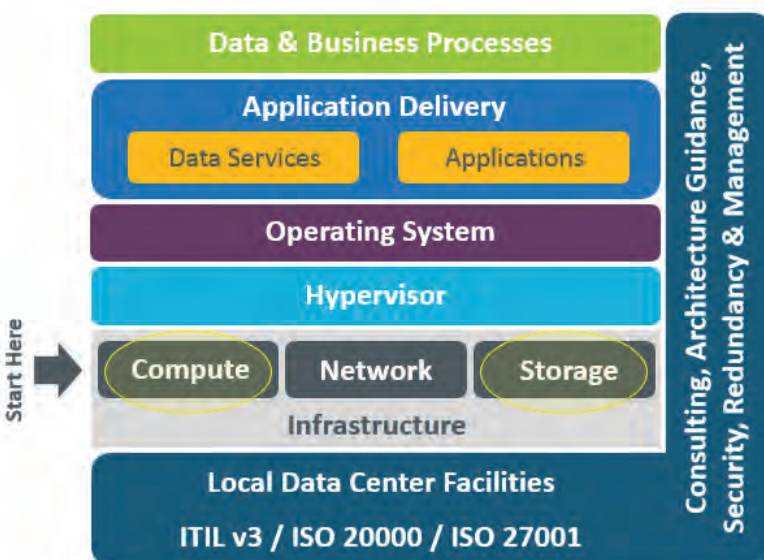 Data & Business Processes
Application Delivery
Data Services
Applications
Operating System
Hypervisor
Start Here
Compute
Network
Storage
Infrastructure
Local Data Center Facilities
ITIL v3 / ISO 20000 / ISO 27001
Consulting, Architecture Guidance,
Security, Redundancy & Management